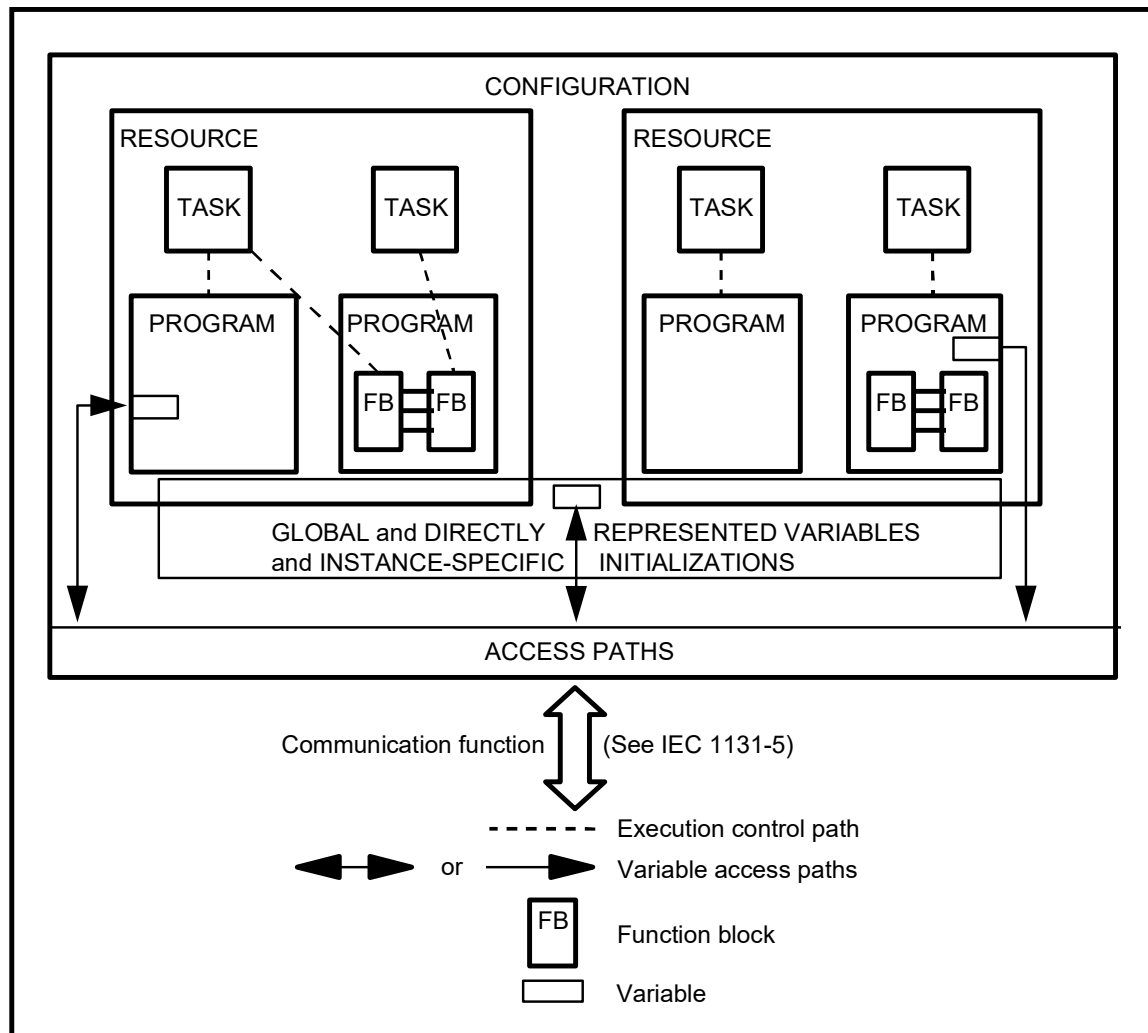 CONFIGURATION
RESOURCE
RESOURCE
TASK
TASK
TASK
TASK
PROGRAM
PROGRAM
PROGRAM
PROGRAM
FB
FB
FB
FB
GLOBAL and DIRECTLY REPRESENTED VARIABLES
and INSTANCE-SPECIFIC INITIALIZATIONS
ACCESS PATHS
Communication function (See IEC 1131-5)
Execution control path
or Variable access paths
FB Function block
Variable